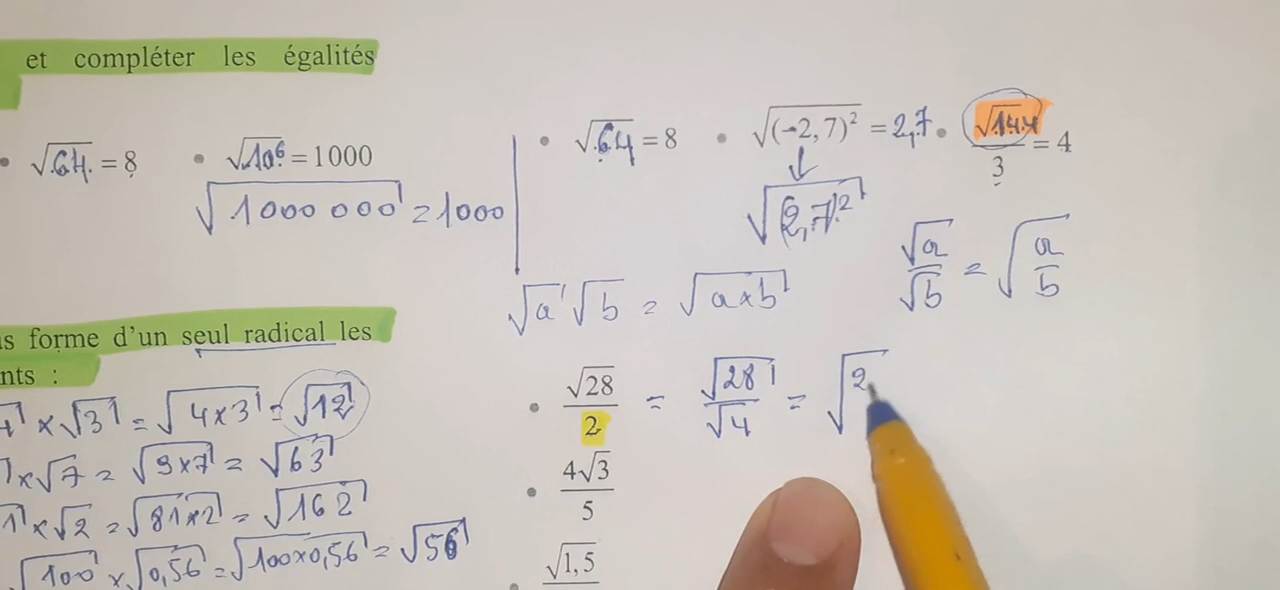 et compléter les égalités
• √64 = 8 • √10⁶ = 1000 • √64 = 8 • √(-2,7)² = 2,7 • √144/3 = 4
√1000 000 = 1000 √(2,7)²
√a √b = √a×b √a/√b = √a/b
s forme d'un seul radical les
nts :
× √3 = √4×3 = √12 • √28/2 = √28/√4 = √2
× √7 = √9×7 = √63
× √2 = √81×2 = √162 • 4√3/5
√100 × √0,56 = √100×0,56 = √56 • √1,5